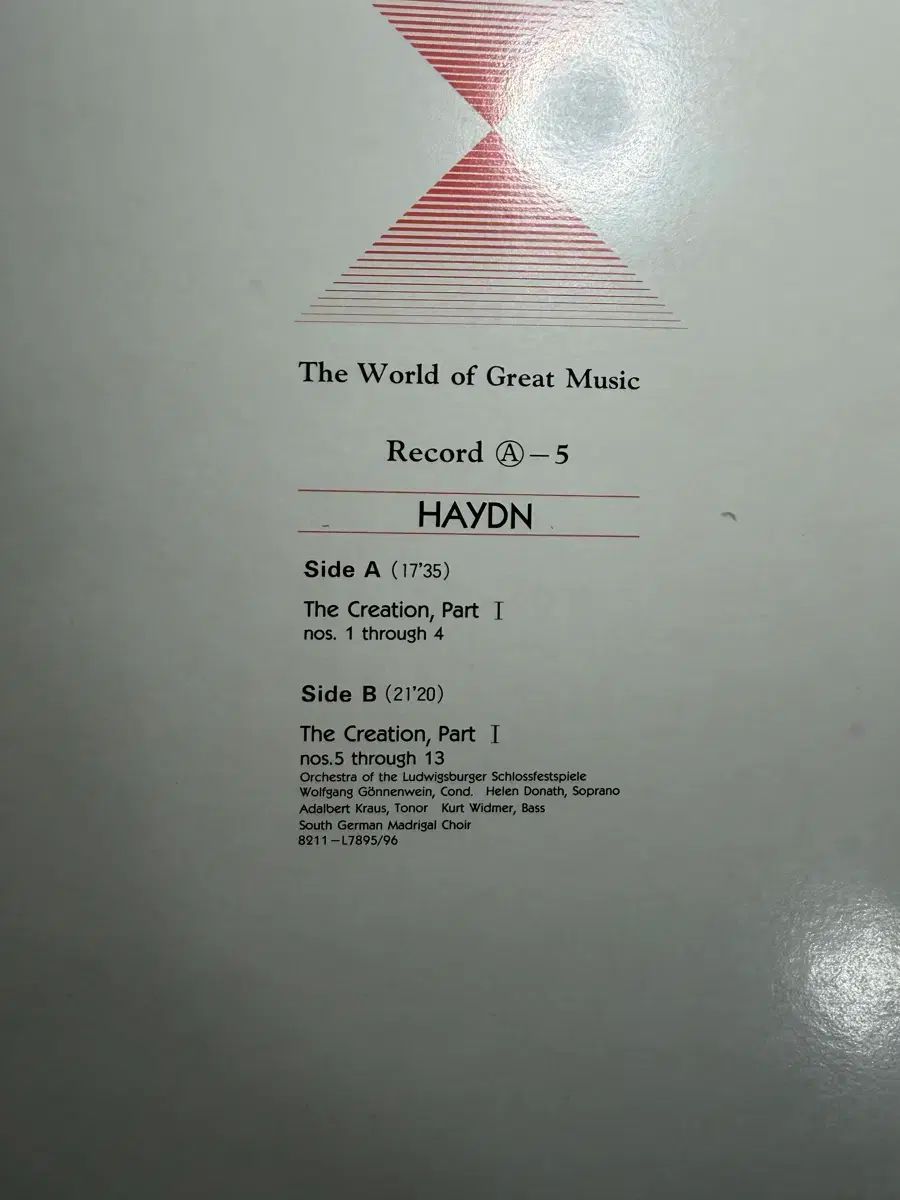 The World of Great Music
Record Ⓐ—5
HAYDN
Side A (17'35)
The Creation, Part Ⅰ
nos. 1 through 4
Side B (21'20)
The Creation, Part Ⅰ
nos.5 through 13
Orchestra of the Ludwigsburger Schlossfestspiele
Wolfgang Gönnenwein, Cond. Helen Donath, Soprano
Adalbert Kraus, Tonor Kurt Widmer, Bass
South German Madrigal Choir
8211—L7895/96